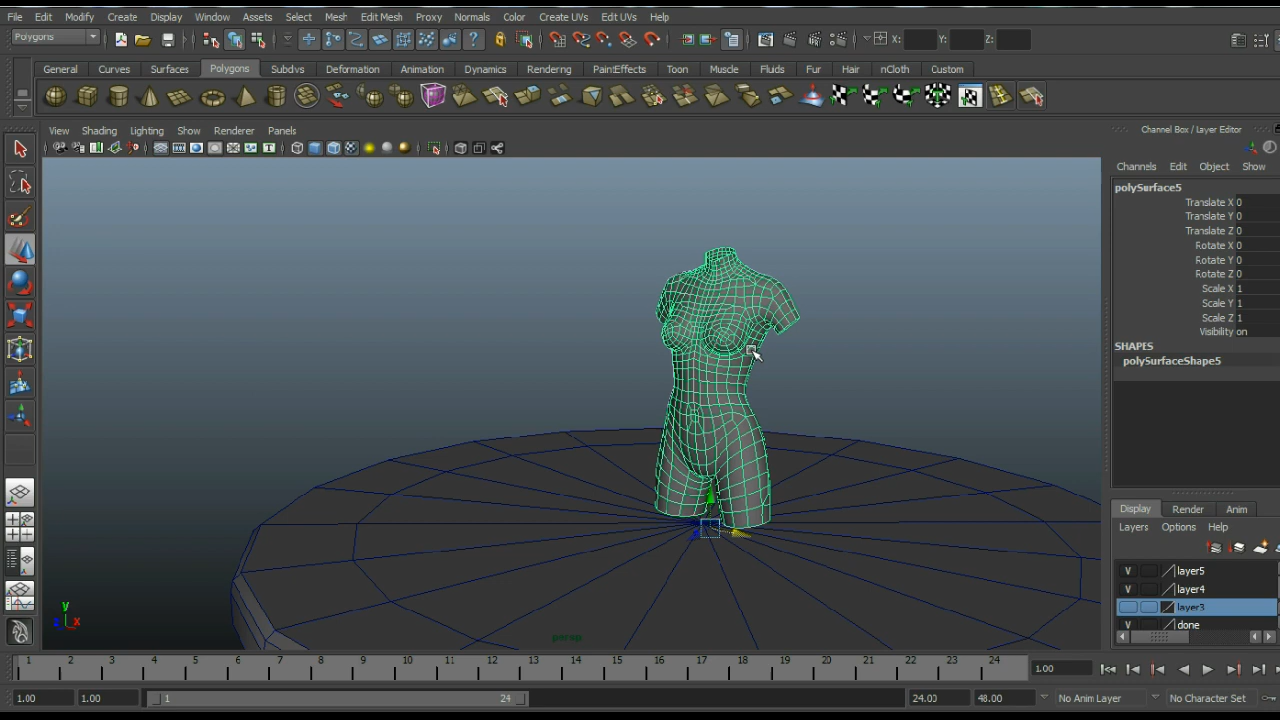 File Edit Modify Create Display Window Assets Select Mesh Edit Mesh Proxy Normals Color Create UVs Edit UVs Help
Polygons X: Y: Z:
General Curves Surfaces Polygons Subdivs Deformation Animation Dynamics Rendering PaintEffects Toon Muscle Fluids Fur Hair nCloth Custom
View Shading Lighting Show Renderer Panels
Channel Box / Layer Editor
Channels Edit Object Show
polySurface5
Translate X 0
Translate Y 0
Translate Z 0
Rotate X 0
Rotate Y 0
Rotate Z 0
Scale X 1
Scale Y 1
Scale Z 1
Visibility on
SHAPES
polySurfaceShape5
Display Render Anim
Layers Options Help
V layer5
V layer4
layer3
V done
y
z x
persp
1 2 3 4 5 6 7 8 9 10 11 12 13 14 15 16 17 18 19 20 21 22 23 24 1.00
1.00 1.00 1 24 24.00 48.00 No Anim Layer No Character Set